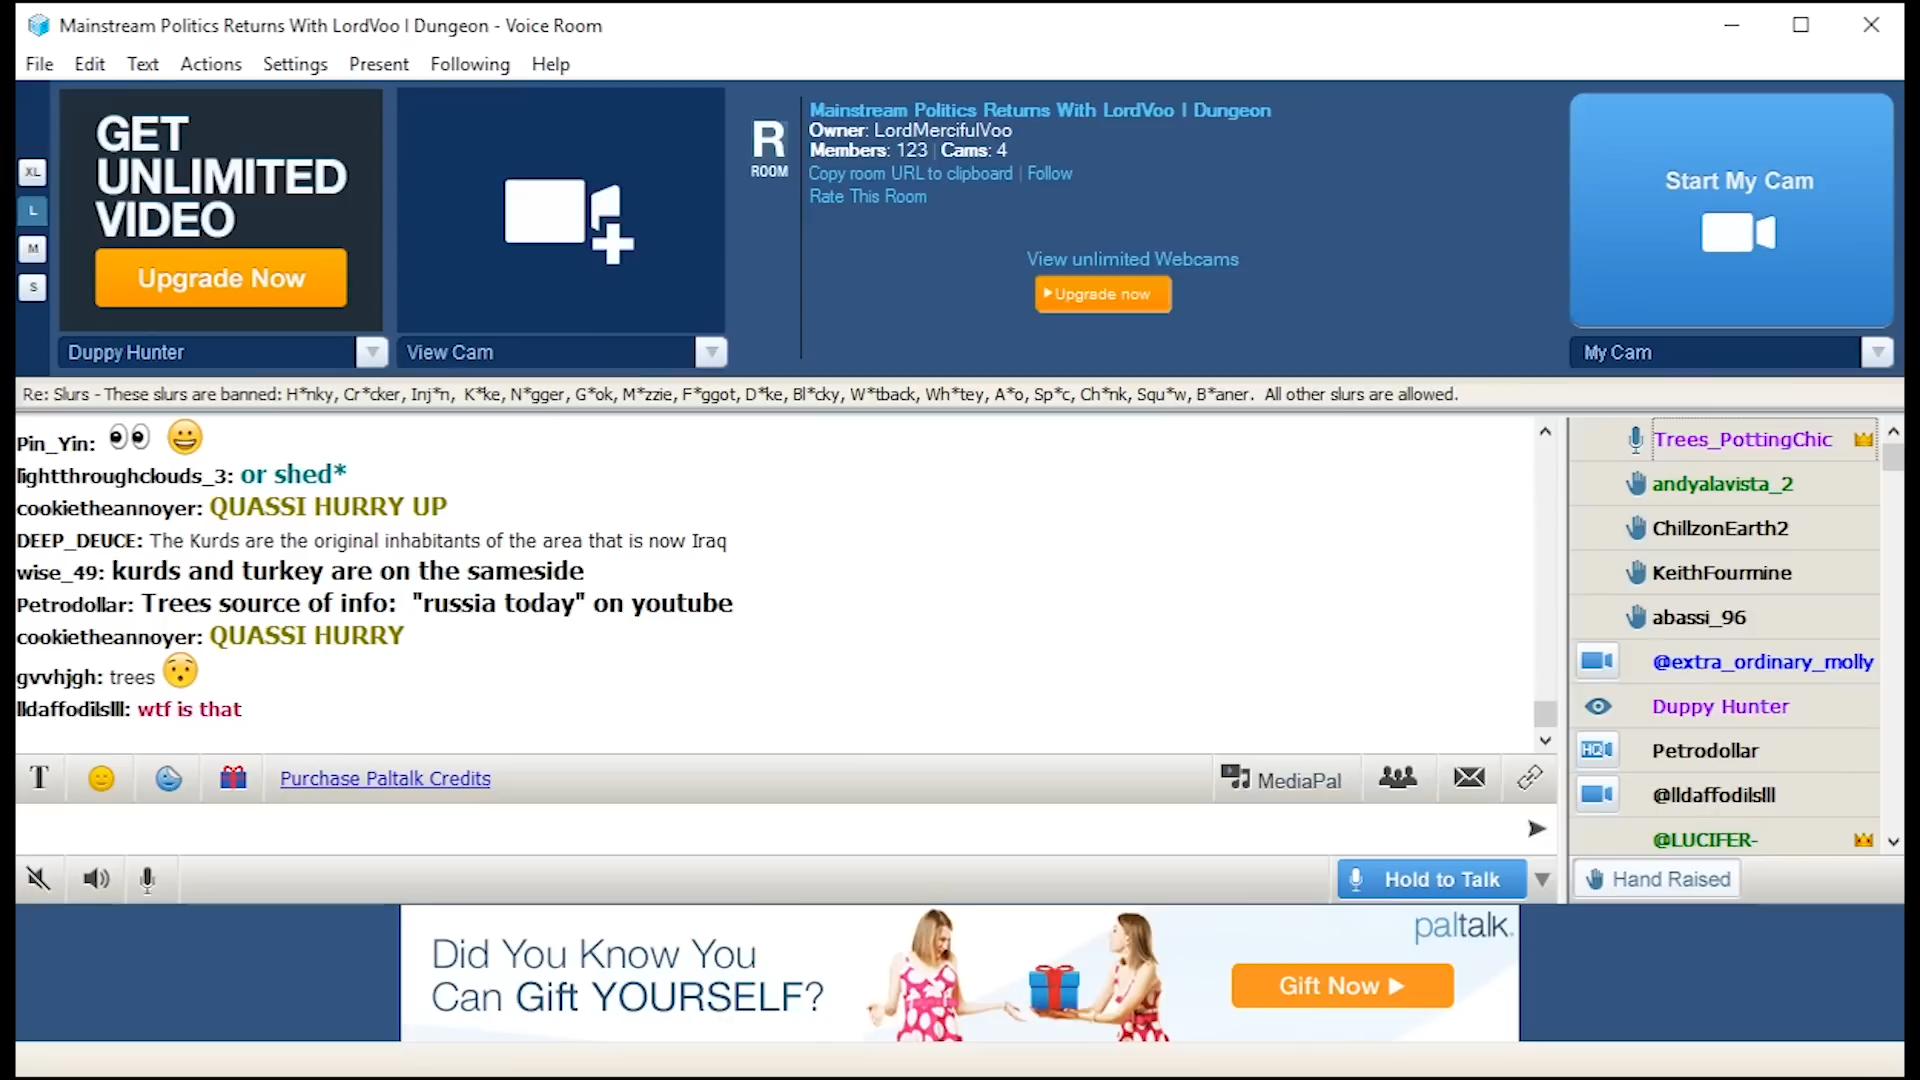 Mainstream Politics Returns With LordVoo | Dungeon - Voice Room
File Edit Text Actions Settings Present Following Help
XL
L
M
S
GET
UNLIMITED
VIDEO
Upgrade Now
Duppy Hunter
View Cam
R
ROOM
Mainstream Politics Returns With LordVoo | Dungeon
Owner: LordMercifulVoo
Members: 123 | Cams: 4
Copy room URL to clipboard | Follow
Rate This Room
View unlimited Webcams
Upgrade now
Start My Cam
My Cam
Re: Slurs - These slurs are banned: H*nky, Cr*cker, Inj*n, K*ke, N*gger, G*ok, M*zzie, F*ggot, D*ke, Bl*cky, W*tback, Wh*tey, A*o, Sp*c, Ch*nk, Squ*w, B*aner. All other slurs are allowed.
Pin_Yin:
lightthroughclouds_3: or shed*
cookietheannoyer: QUASSI HURRY UP
DEEP_DEUCE: The Kurds are the original inhabitants of the area that is now Iraq
wise_49: kurds and turkey are on the sameside
Petrodollar: Trees source of info: "russia today" on youtube
cookietheannoyer: QUASSI HURRY
gvvhjgh: trees
lldaffodilslll: wtf is that
Trees_PottingChic
andyalavista_2
ChillzonEarth2
KeithFourmine
abassi_96
@extra_ordinary_molly
Duppy Hunter
HQ Petrodollar
@lldaffodilslll
@LUCIFER-
T
Purchase Paltalk Credits
MediaPal
Hold to Talk
Hand Raised
Did You Know You
Can Gift YOURSELF?
paltalk.
Gift Now